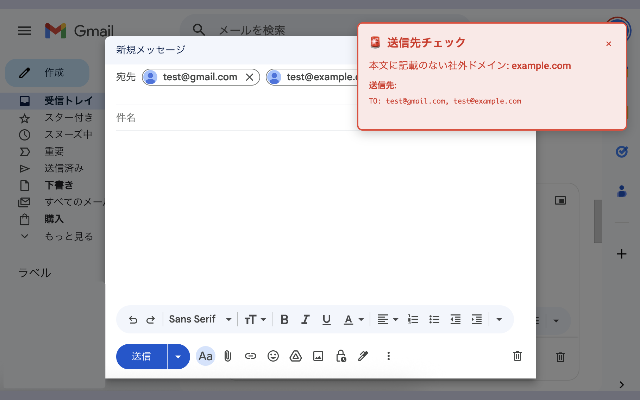 Gmail
メールを検索
作成
受信トレイ
スター付き
スヌーズ中
重要
送信済み
下書き
すべてのメー
購入
もっと見る
ラベル
新規メッセージ
宛先 test@gmail.com test@example.c
件名
Sans Serif
送信
送信先チェック
本文に記載のない社外ドメイン: example.com
送信先:
TO: test@gmail.com, test@example.com